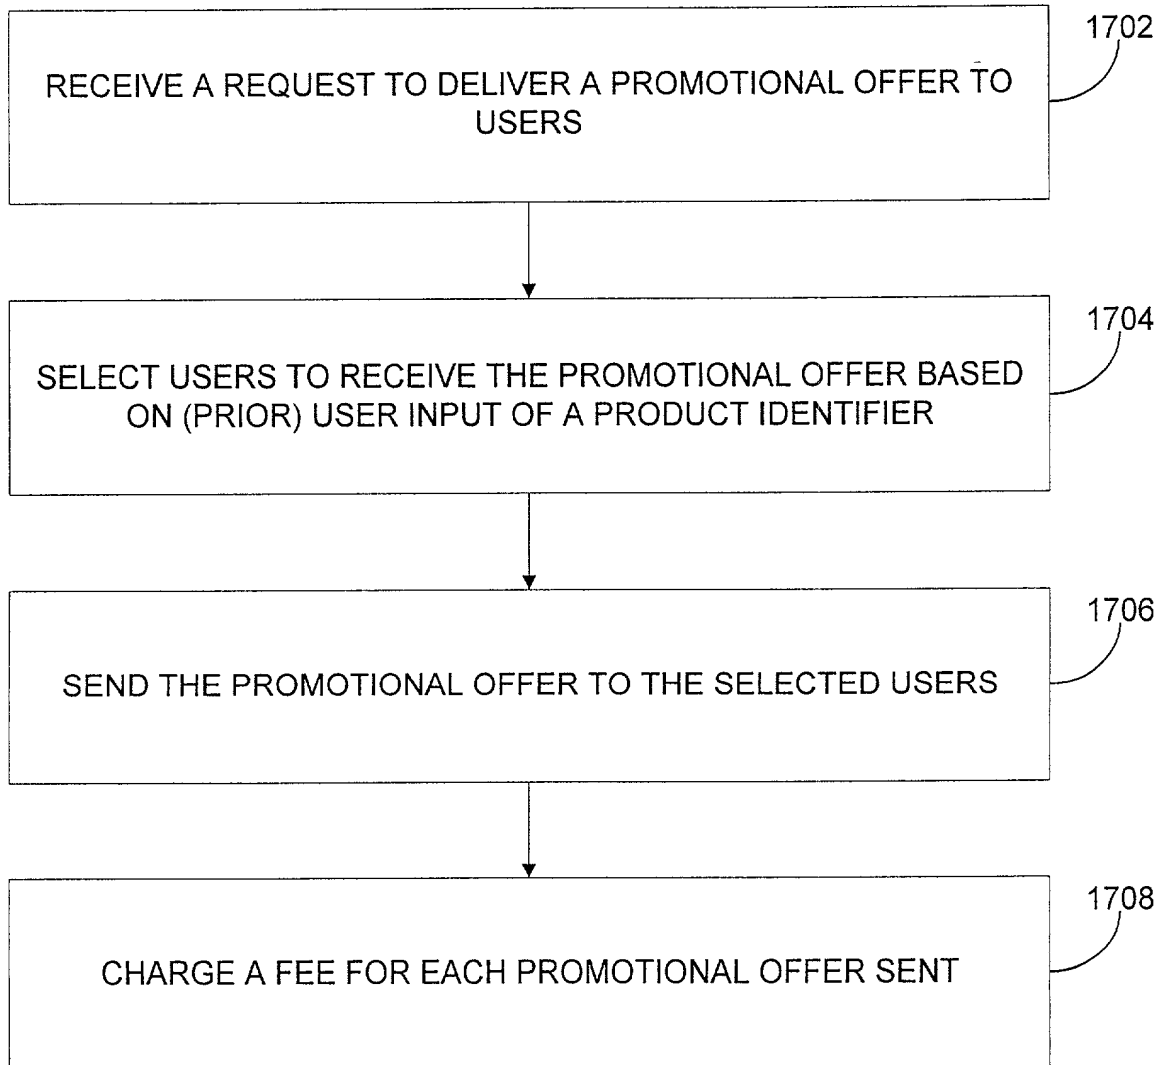 1702
RECEIVE A REQUEST TO DELIVER A PROMOTIONAL OFFER TO
USERS
1704
SELECT USERS TO RECEIVE THE PROMOTIONAL OFFER BASED
ON (PRIOR) USER INPUT OF A PRODUCT IDENTIFIER
1706
SEND THE PROMOTIONAL OFFER TO THE SELECTED USERS
1708
CHARGE A FEE FOR EACH PROMOTIONAL OFFER SENT